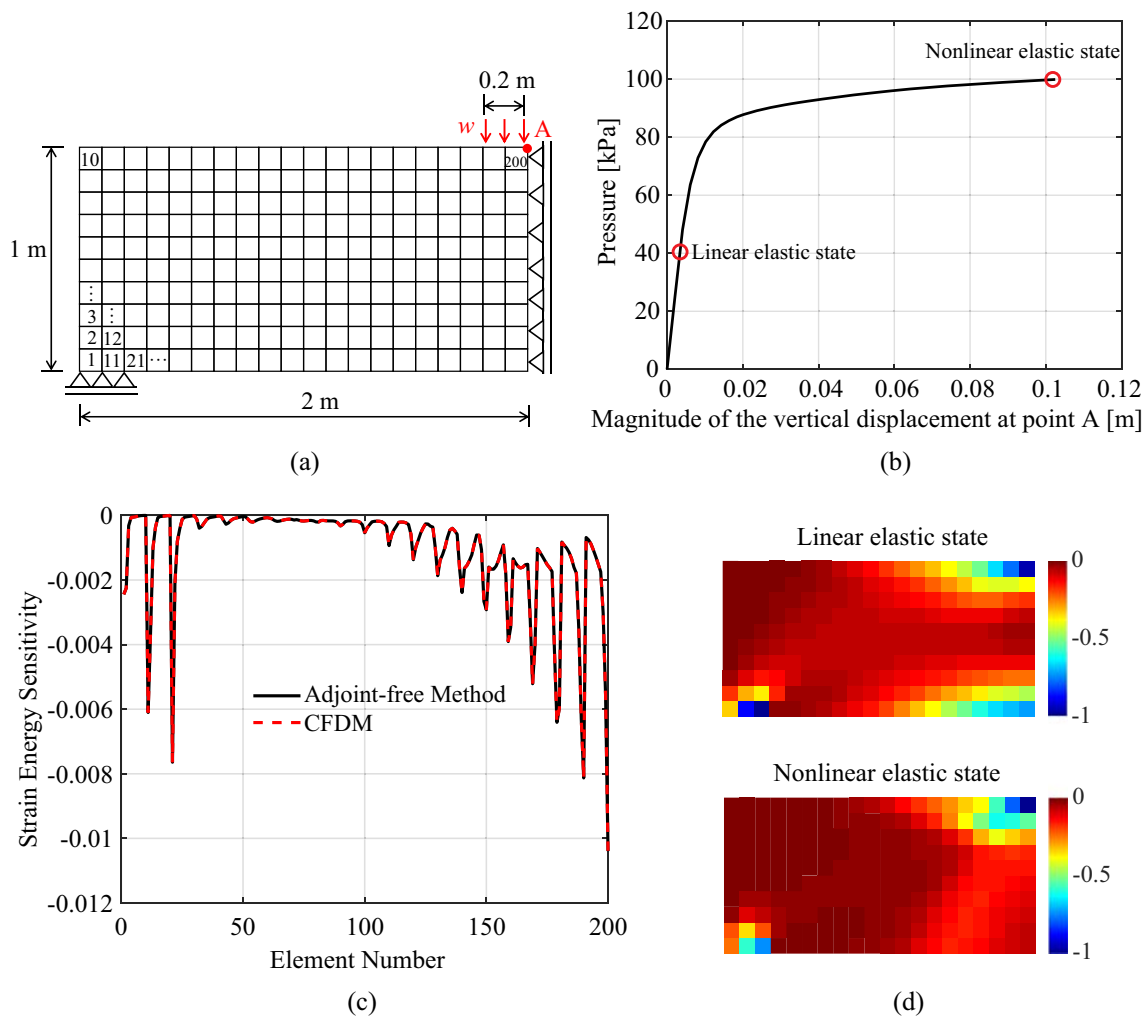 0.2 m
w
A
10
200
1 m
⋮
3
⋮
2
12
1
11
21
⋯
2 m
(a)
120
100
80
60
40
20
0
Pressure [kPa]
Nonlinear elastic state
Linear elastic state
0.02
0.04
0.06
0.08
0.1
0.12
Magnitude of the vertical displacement at point A [m]
(b)
0
-0.002
-0.004
-0.006
-0.008
-0.01
-0.012
Strain Energy Sensitivity
Adjoint-free Method
CFDM
0
50
100
150
200
Element Number
(c)
Linear elastic state
0
-0.5
-1
Nonlinear elastic state
0
-0.5
-1
(d)